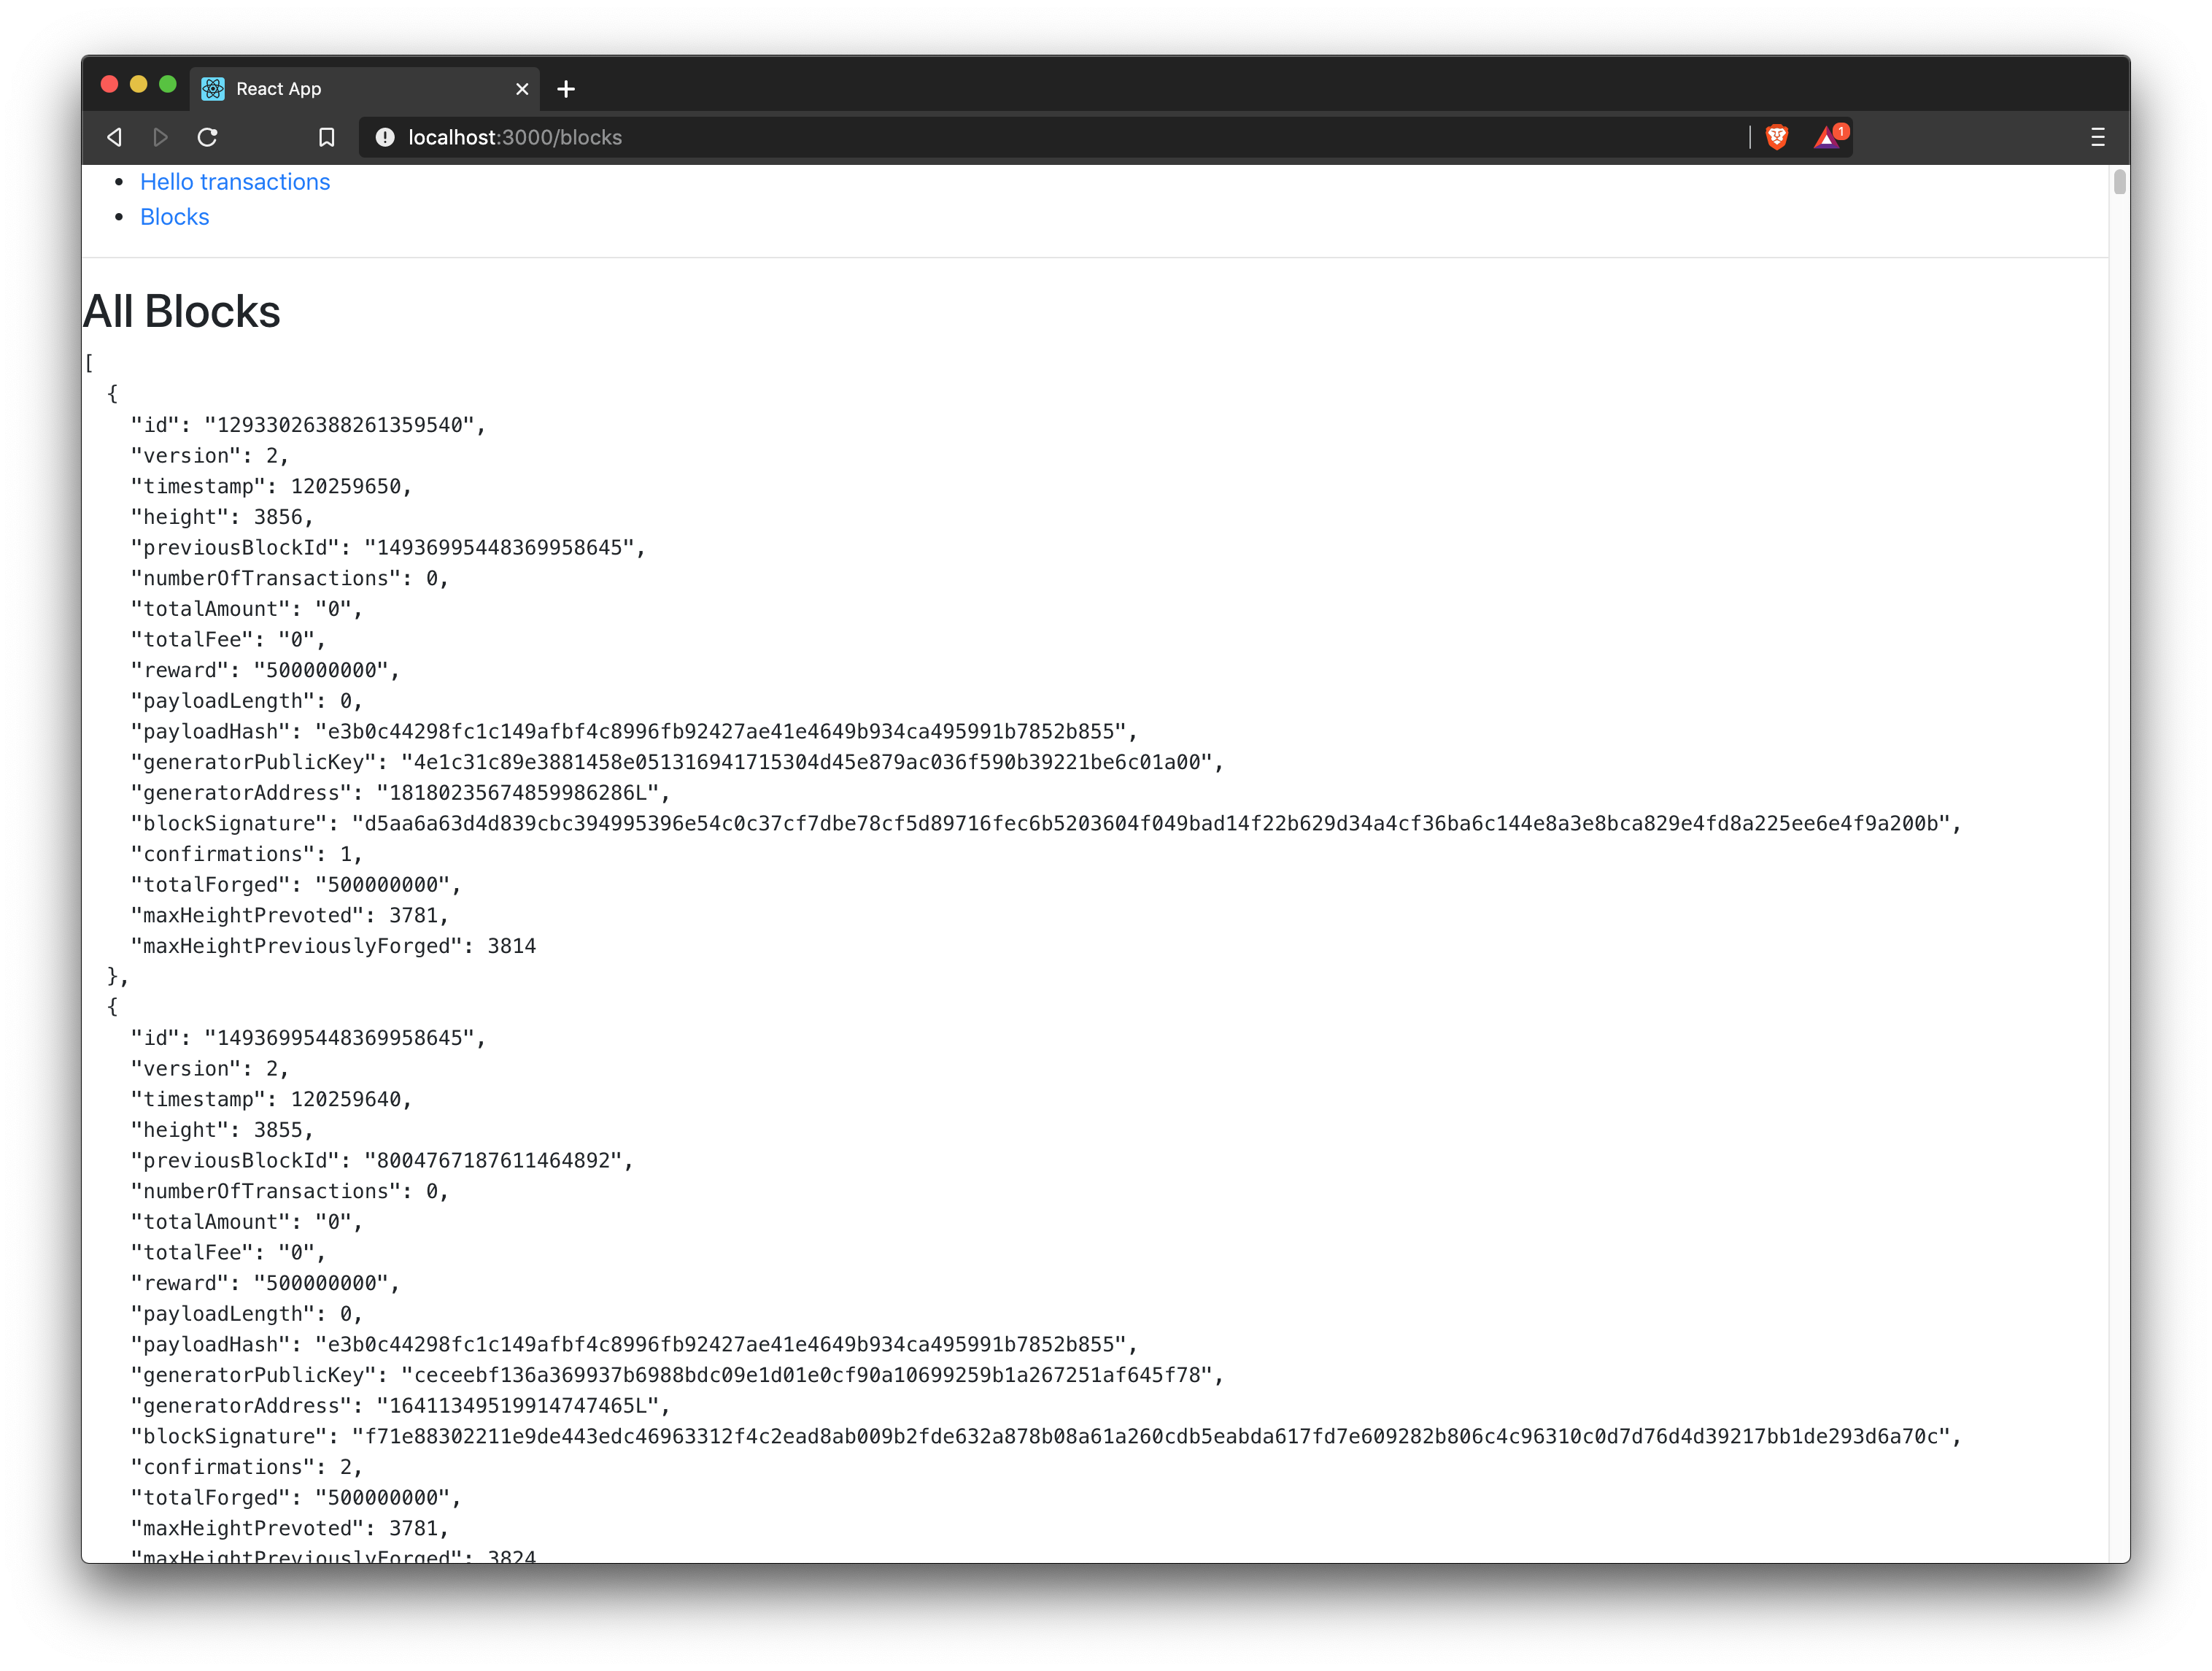 React App
localhost:3000/blocks
1
Hello transactions
Blocks
All Blocks
[
{
"id": "12933026388261359540",
"version": 2,
"timestamp": 120259650,
"height": 3856,
"previousBlockId": "14936995448369958645",
"numberOfTransactions": 0,
"totalAmount": "0",
"totalFee": "0",
"reward": "500000000",
"payloadLength": 0,
"payloadHash": "e3b0c44298fc1c149afbf4c8996fb92427ae41e4649b934ca495991b7852b855",
"generatorPublicKey": "4e1c31c89e3881458e051316941715304d45e879ac036f590b39221be6c01a00",
"generatorAddress": "18180235674859986286L",
"blockSignature": "d5aa6a63d4d839cbc394995396e54c0c37cf7dbe78cf5d89716fec6b5203604f049bad14f22b629d34a4cf36ba6c144e8a3e8bca829e4fd8a225ee6e4f9a200b",
"confirmations": 1,
"totalForged": "500000000",
"maxHeightPrevoted": 3781,
"maxHeightPreviouslyForged": 3814
},
{
"id": "14936995448369958645",
"version": 2,
"timestamp": 120259640,
"height": 3855,
"previousBlockId": "8004767187611464892",
"numberOfTransactions": 0,
"totalAmount": "0",
"totalFee": "0",
"reward": "500000000",
"payloadLength": 0,
"payloadHash": "e3b0c44298fc1c149afbf4c8996fb92427ae41e4649b934ca495991b7852b855",
"generatorPublicKey": "ceceebf136a369937b6988bdc09e1d01e0cf90a10699259b1a267251af645f78",
"generatorAddress": "16411349519914747465L",
"blockSignature": "f71e88302211e9de443edc46963312f4c2ead8ab009b2fde632a878b08a61a260cdb5eabda617fd7e609282b806c4c96310c0d7d76d4d39217bb1de293d6a70c",
"confirmations": 2,
"totalForged": "500000000",
"maxHeightPrevoted": 3781,
"maxHeightPreviouslyForged": 3824